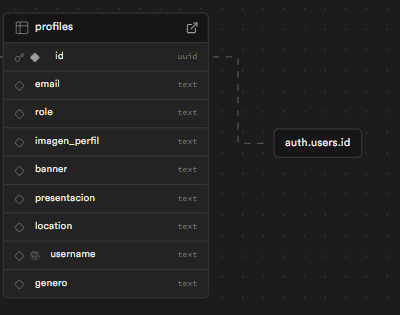 profiles
id uuid
email text
role text
imagen_perfil text
banner text
presentacion text
location text
username text
genero text
auth.users.id